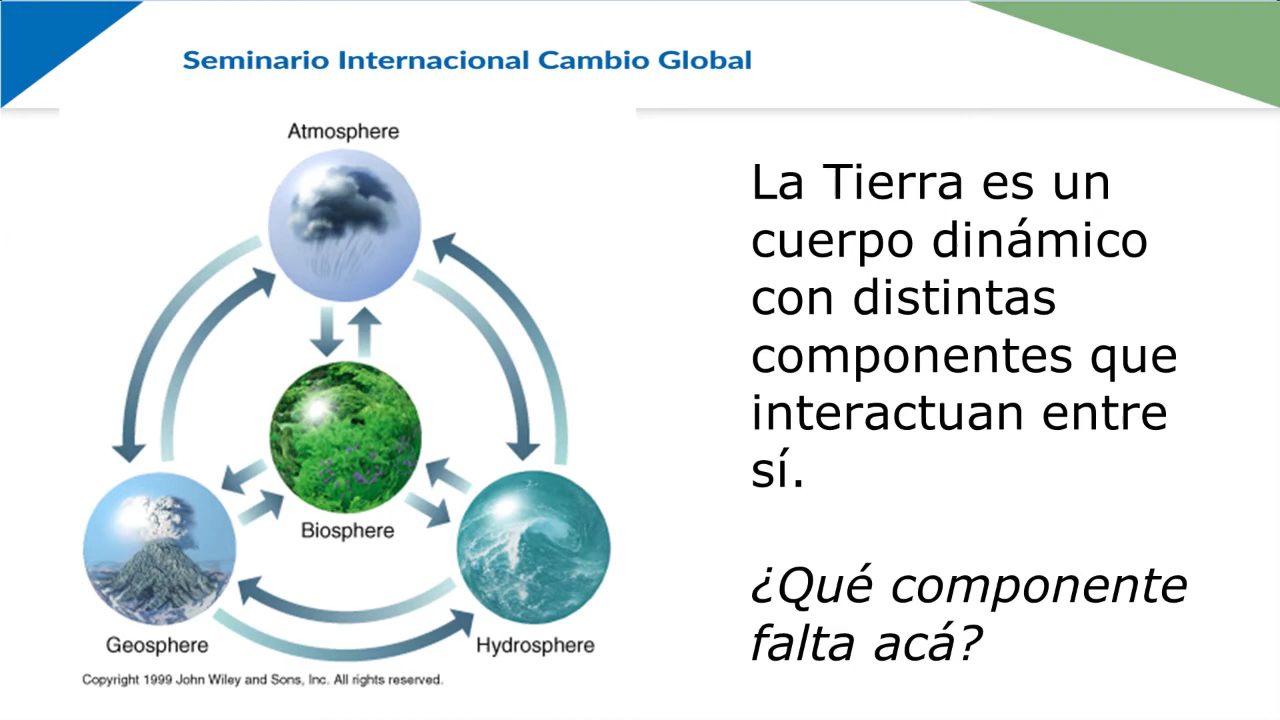 Seminario Internacional Cambio Global
Atmosphere
Biosphere
Geosphere
Hydrosphere
Copyright 1999 John Wiley and Sons, Inc. All rights reserved.
La Tierra es un
cuerpo dinámico
con distintas
componentes que
interactuan entre
sí.
¿Qué componente
falta acá?